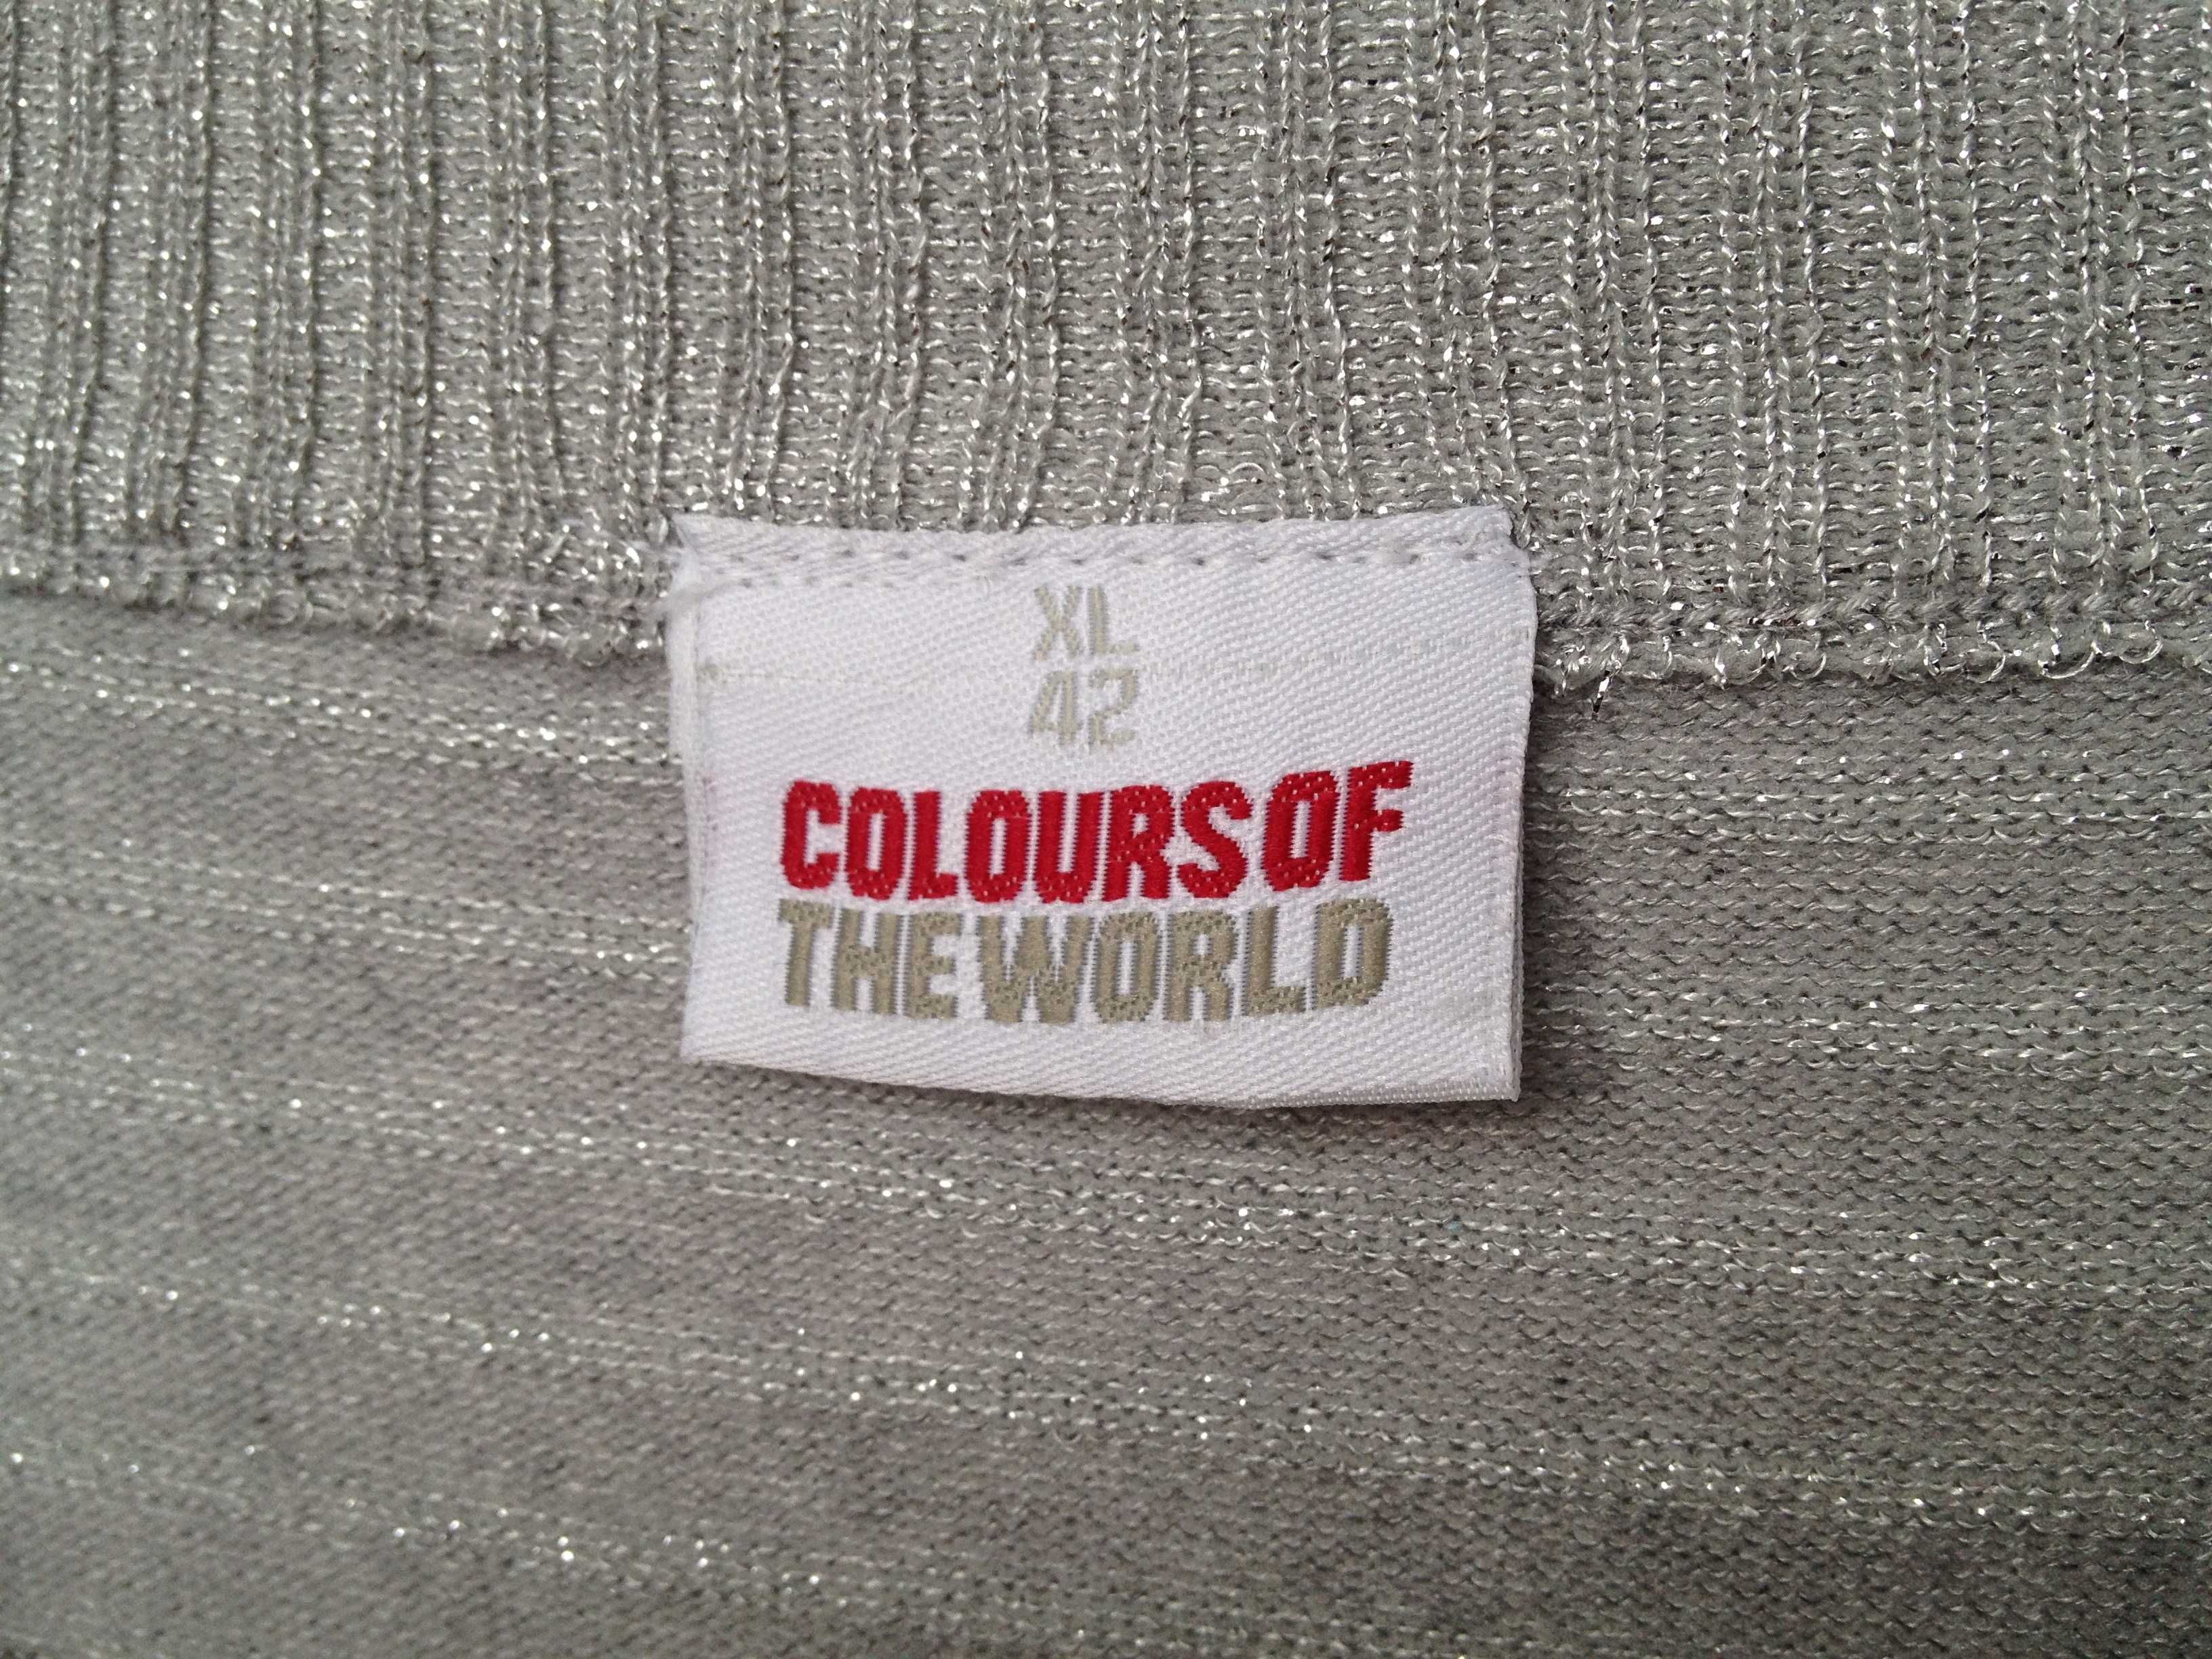 XL
42
COLOURS OF
THE WORLD